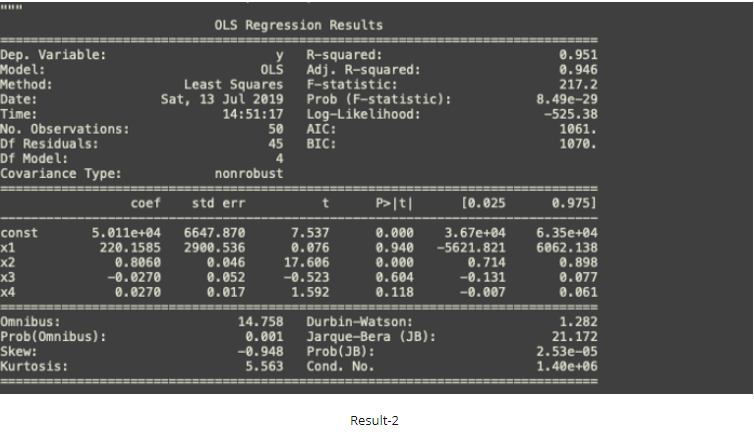 """
OLS Regression Results
==============================================================================
Dep. Variable: y R-squared: 0.951
Model: OLS Adj. R-squared: 0.946
Method: Least Squares F-statistic: 217.2
Date: Sat, 13 Jul 2019 Prob (F-statistic): 8.49e-29
Time: 14:51:17 Log-Likelihood: -525.38
No. Observations: 50 AIC: 1061.
Df Residuals: 45 BIC: 1070.
Df Model: 4
Covariance Type: nonrobust
==============================================================================
coef std err t P>|t| [0.025 0.975]
------------------------------------------------------------------------------
const 5.011e+04 6647.870 7.537 0.000 3.67e+04 6.35e+04
x1 220.1585 2900.536 0.076 0.940 -5621.821 6062.138
x2 0.8060 0.046 17.606 0.000 0.714 0.898
x3 -0.0270 0.052 -0.523 0.604 -0.131 0.077
x4 0.0270 0.017 1.592 0.118 -0.007 0.061
==============================================================================
Omnibus: 14.758 Durbin-Watson: 1.282
Prob(Omnibus): 0.001 Jarque-Bera (JB): 21.172
Skew: -0.948 Prob(JB): 2.53e-05
Kurtosis: 5.563 Cond. No. 1.40e+06
==============================================================================
Result-2